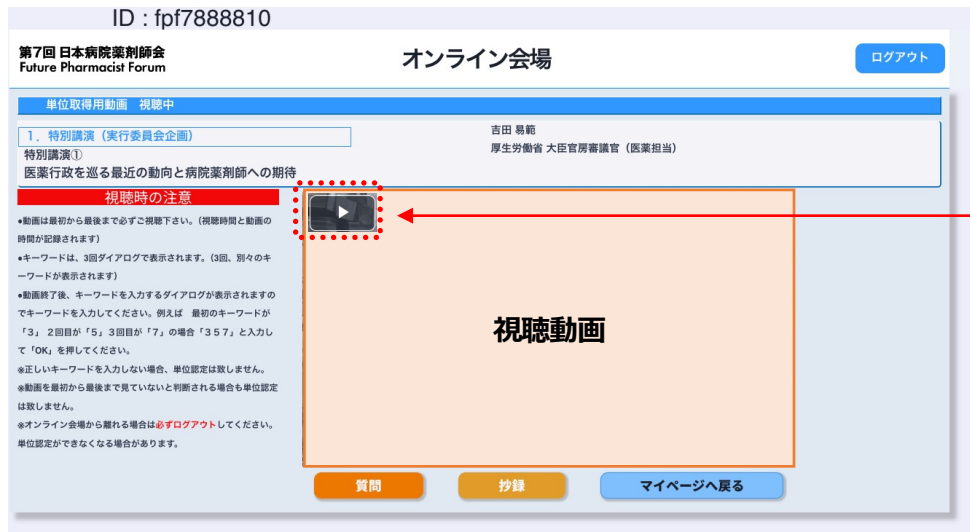 ID : fpf7888810
第7回 日本病院薬剤師会
Future Pharmacist Forum
オンライン会場
ログアウト
単位取得用動画 視聴中
1．特別講演（実行委員会企画）
特別講演①
医薬行政を巡る最近の動向と病院薬剤師への期待
吉田 易範
厚生労働省 大臣官房審議官（医薬担当）
視聴時の注意
●動画は最初から最後まで必ずご視聴下さい。(視聴時間と動画の
時間が記録されます)
●キーワードは、3回ダイアログで表示されます。(3回、別々のキ
ーワードが表示されます)
●動画終了後、キーワードを入力するダイアログが表示されますの
でキーワードを入力してください。例えば 最初のキーワードが
「3」 2回目が「5」3回目が「7」の場合「３５７」と入力し
て「OK」を押してください。
※正しいキーワードを入力しない場合、単位認定は致しません。
※動画を最初から最後まで見ていないと判断される場合も単位認定
は致しません。
※オンライン会場から離れる場合は必ずログアウトしてください。
単位認定ができなくなる場合があります。
視聴動画
質問
抄録
マイページへ戻る